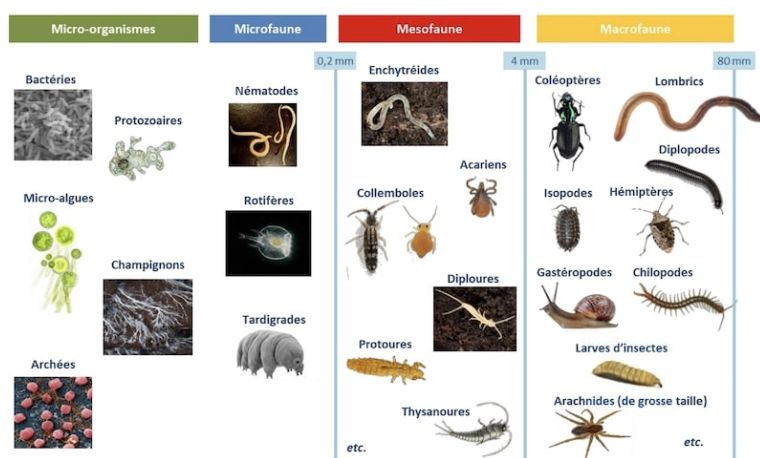 Micro-organismes
Microfaune
Mesofaune
Macrofaune
0,2 mm
4 mm
80 mm
Bactéries
Protozoaires
Micro-algues
Champignons
Archées
Nématodes
Rotifères
Tardigrades
Enchytréides
Acariens
Collemboles
Diploures
Protoures
Thysanoures
etc.
Coléoptères
Lombrics
Diplopodes
Isopodes
Hémiptères
Gastéropodes
Chilopodes
Larves d'insectes
Arachnides (de grosse taille)
etc.